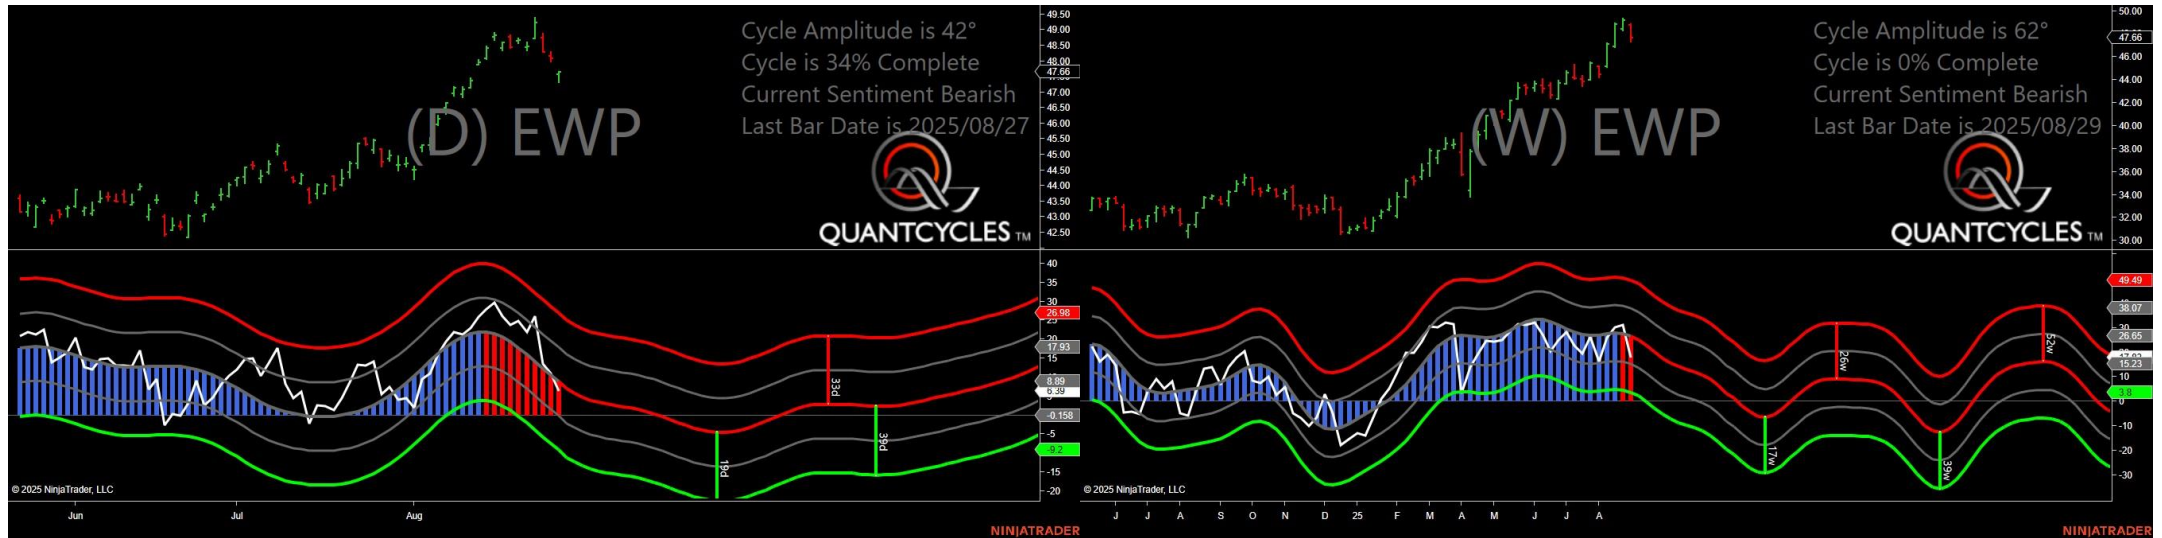 Cycle Amplitude is 42°
Cycle is 34% Complete
Current Sentiment Bearish
Last Bar Date is 2025/08/27
(D) EWP
QUANTCYCLES TM
49.50
49.00
48.50
48.00
47.66
47.00
46.50
46.00
45.50
45.00
44.50
44.00
43.50
43.00
42.50
40
35
30
26.98
20
17.93
15
8.89
6.39
-0.158
-5
-9.2
-15
-20
33d
39d
19d
© 2025 NinjaTrader, LLC
Jun Jul Aug
NINJATRADER
Cycle Amplitude is 62°
Cycle is 0% Complete
Current Sentiment Bearish
Last Bar Date is 2025/08/29
(W) EWP
QUANTCYCLES TM
50.00
47.66
46.00
44.00
42.00
40.00
38.00
36.00
34.00
32.00
30.00
49.49
38.07
30
26.65
15.23
10
3.8
0
-10
-20
-30
26w
52w
17w
39w
© 2025 NinjaTrader, LLC
J J A S O N D 25 F M A M J J A
NINJATRADER